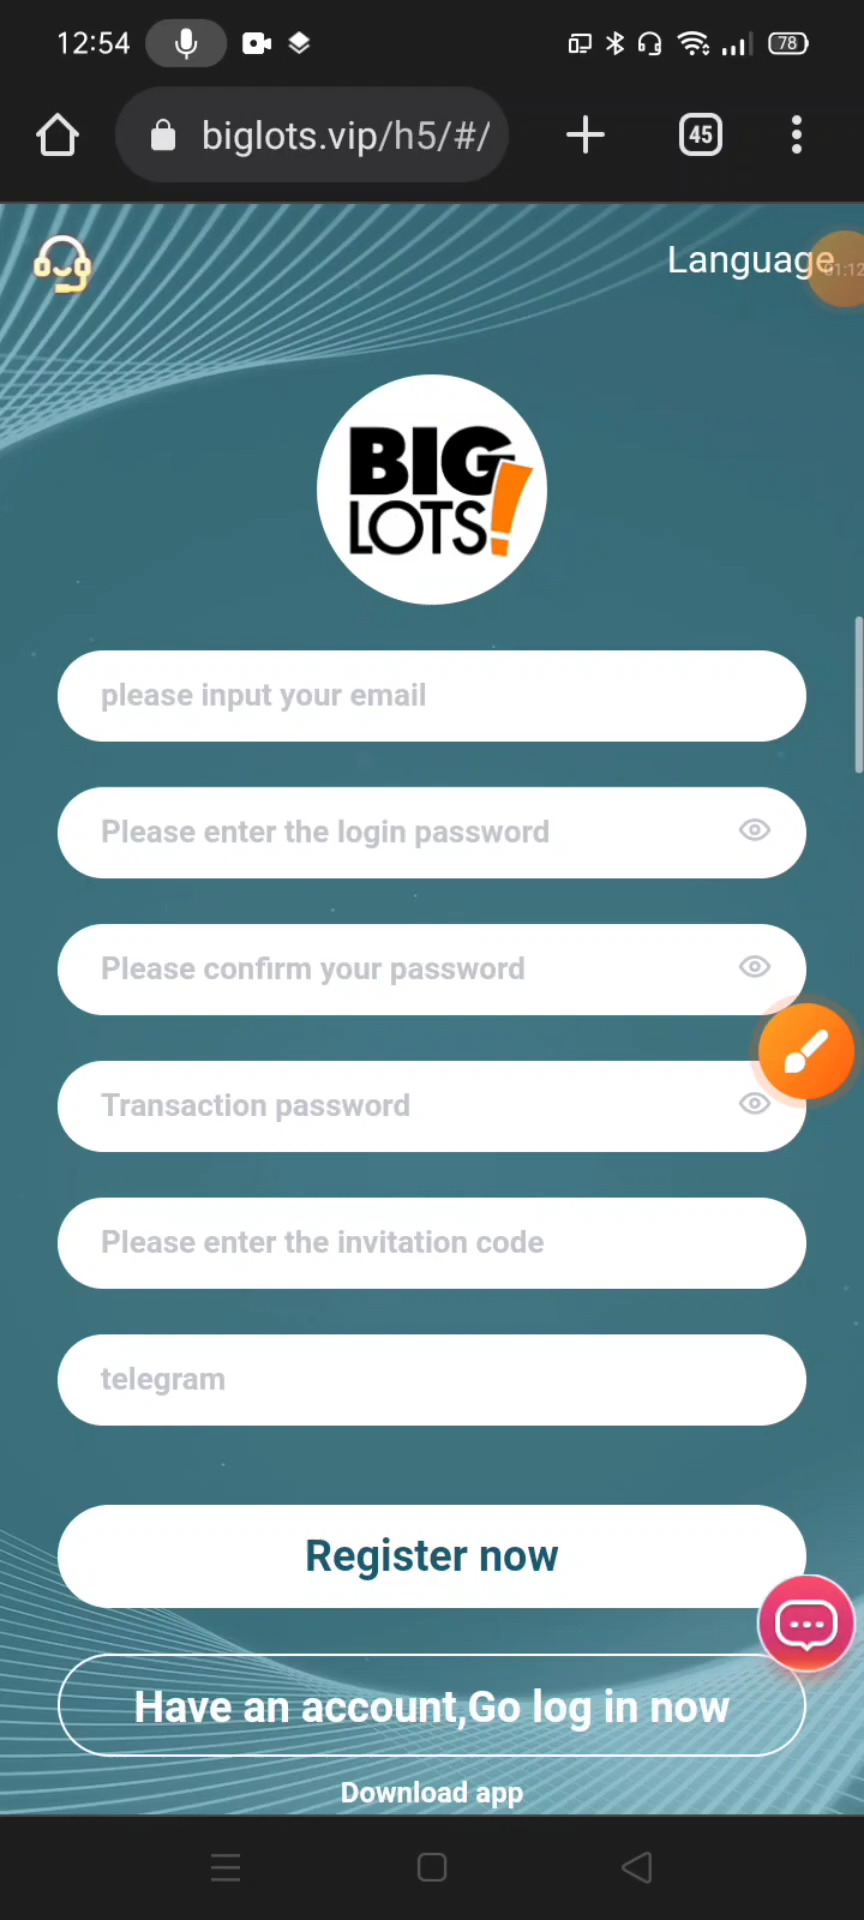 12:54
78
biglots.vip/h5/#/
45
Language
01:12
BIG
LOTS!
please input your email
Please enter the login password
Please confirm your password
Transaction password
Please enter the invitation code
telegram
Register now
Have an account,Go log in now
Download app